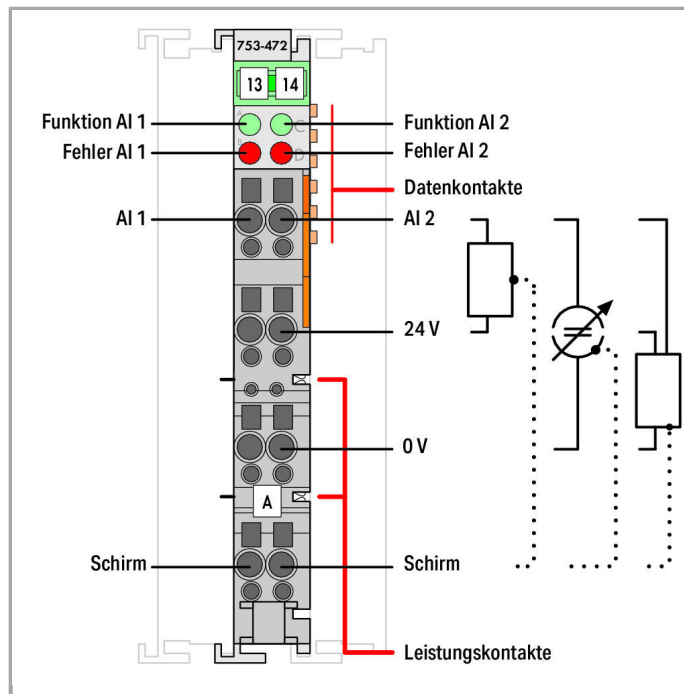 753-472
13 14
A C
Funktion AI 1
Funktion AI 2
Fehler AI 1
D
Fehler AI 2
Datenkontakte
AI 1
AI 2
24 V
0 V
A
Schirm
Schirm
Leistungskontakte